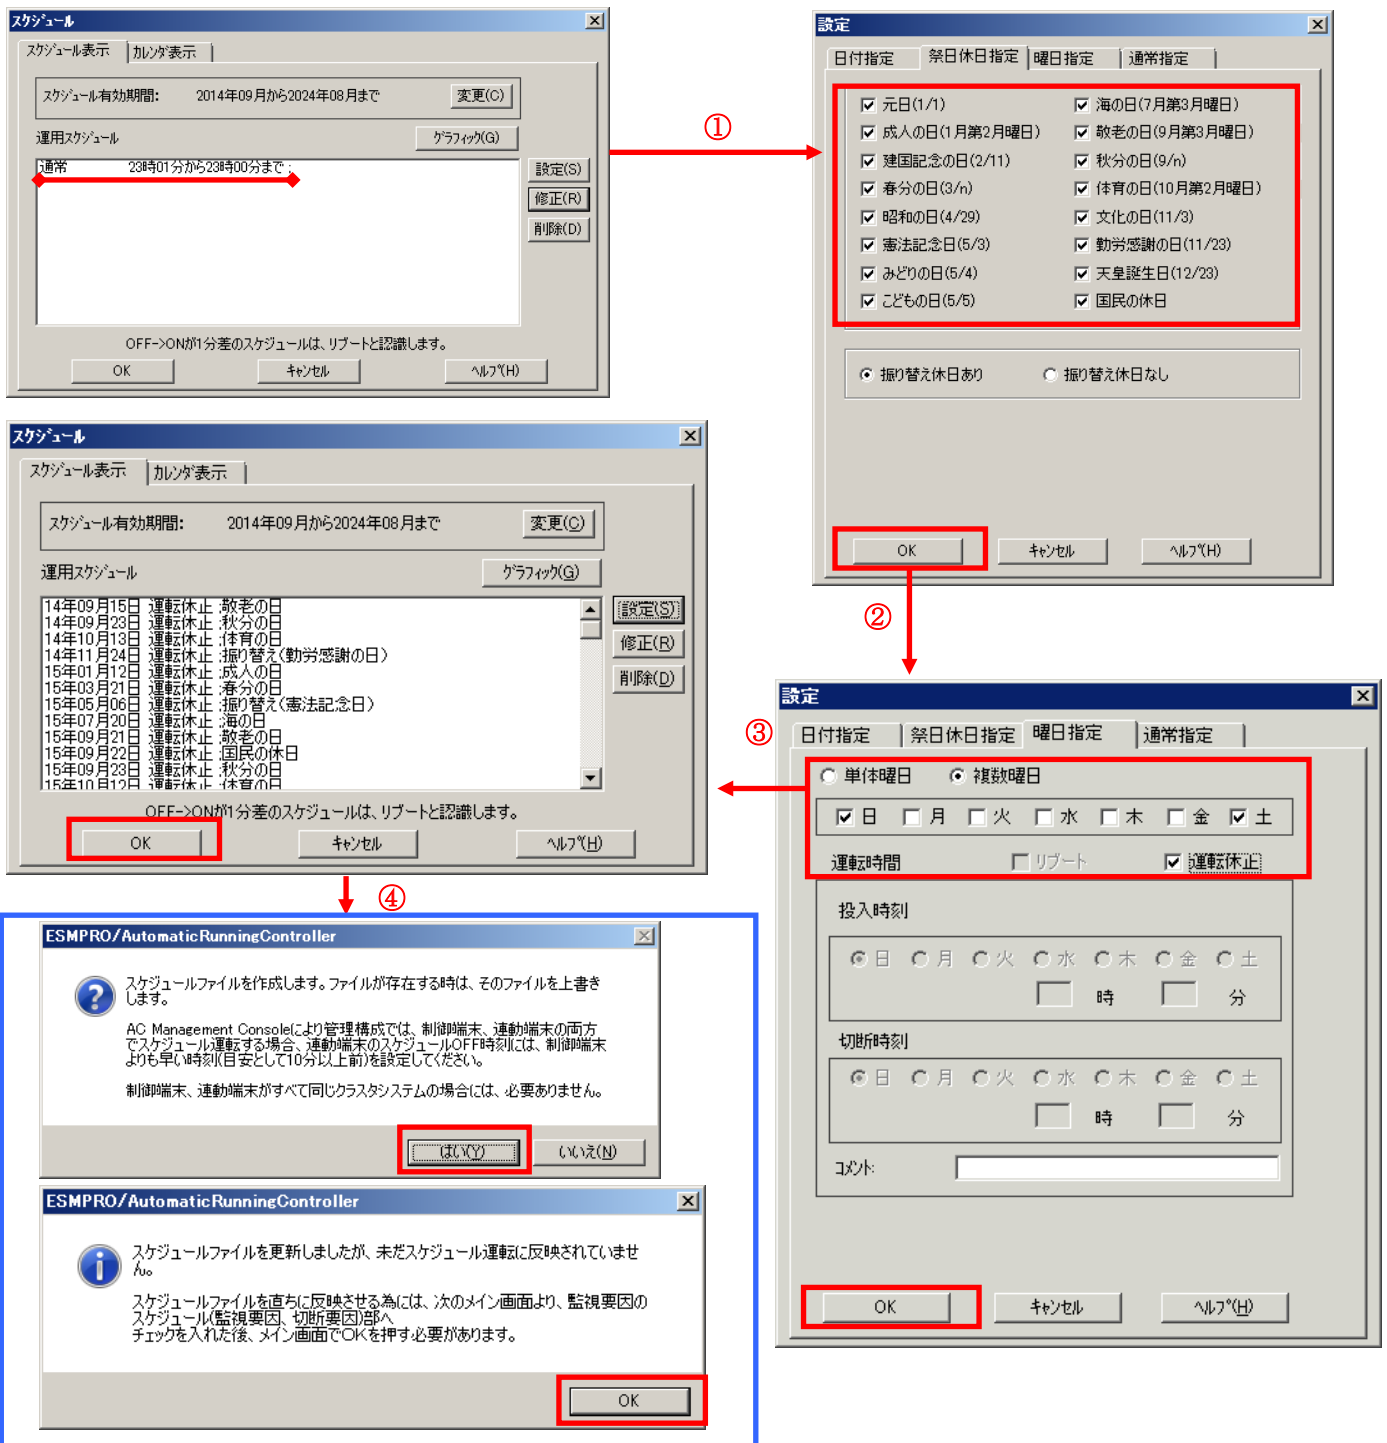 スケジュール
スケジュール表示 カレンダ表示
スケジュール有効期間: 2014年09月から2024年08月まで 変更(C)
運用スケジュール グラフィック(G)
通常 23時01分から23時00分まで :
設定(S)
修正(R)
削除(D)
OFF->ONが1分差のスケジュールは、リブートと認識します。
OK キャンセル ヘルプ(H)
①
設定
日付指定 祭日休日指定 曜日指定 通常指定
元日(1/1) 海の日(7月第3月曜日)
成人の日(1月第2月曜日) 敬老の日(9月第3月曜日)
建国記念の日(2/11) 秋分の日(9/n)
春分の日(3/n) 体育の日(10月第2月曜日)
昭和の日(4/29) 文化の日(11/3)
憲法記念日(5/3) 勤労感謝の日(11/23)
みどりの日(5/4) 天皇誕生日(12/23)
こどもの日(5/5) 国民の休日
振り替え休日あり 振り替え休日なし
OK キャンセル ヘルプ(H)
②
設定
日付指定 祭日休日指定 曜日指定 通常指定
単体曜日 複数曜日
日 月 火 水 木 金 土
運転時間 リブート 運転休止
投入時刻
日 月 火 水 木 金 土
時 分
切断時刻
日 月 火 水 木 金 土
時 分
コメント:
OK キャンセル ヘルプ(H)
③
スケジュール
スケジュール表示 カレンダ表示
スケジュール有効期間: 2014年09月から2024年08月まで 変更(C)
運用スケジュール グラフィック(G)
14年09月15日 運転休止 :敬老の日
14年09月23日 運転休止 :秋分の日
14年10月13日 運転休止 :体育の日
14年11月24日 運転休止 :振り替え(勤労感謝の日)
15年01月12日 運転休止 :成人の日
15年03月21日 運転休止 :春分の日
15年05月06日 運転休止 :振り替え(憲法記念日)
15年07月20日 運転休止 :海の日
15年09月21日 運転休止 :敬老の日
15年09月22日 運転休止 :国民の休日
15年09月23日 運転休止 :秋分の日
15年10月12日 運転休止 :体育の日
設定(S)
修正(R)
削除(D)
OFF->ONが1分差のスケジュールは、リブートと認識します。
OK キャンセル ヘルプ(H)
④
ESMPRO/AutomaticRunningController
スケジュールファイルを作成します。ファイルが存在する時は、そのファイルを上書き
します。
AC Management Consoleにより管理構成では、制御端末、連動端末の両方
でスケジュール運転する場合、連動端末のスケジュールOFF時刻には、制御端末
よりも早い時刻(目安として10分以上前)を設定してください。
制御端末、連動端末がすべて同じクラスタシステムの場合には、必要ありません。
はい(Y) いいえ(N)
ESMPRO/AutomaticRunningController
スケジュールファイルを更新しましたが、未だスケジュール運転に反映されていませ
ん。
スケジュールファイルを直ちに反映させる為には、次のメイン画面より、監視要因の
スケジュール(監視要因、切断要因)部へ
チェックを入れた後、メイン画面でOKを押す必要があります。
OK